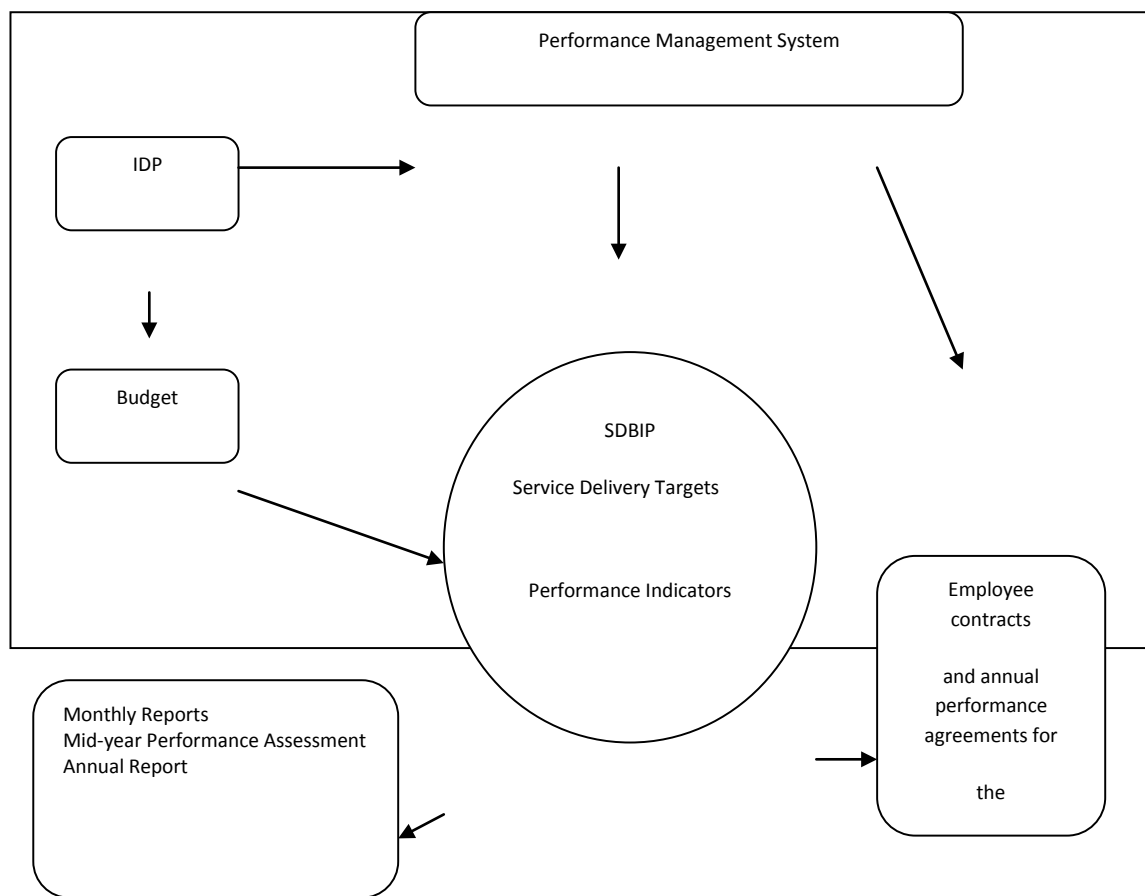 Performance Management System
IDP
Budget
SDBIP
Service Delivery Targets
Performance Indicators
Employee
contracts
and annual
performance
agreements for
the
Monthly Reports
Mid-year Performance Assessment
Annual Report